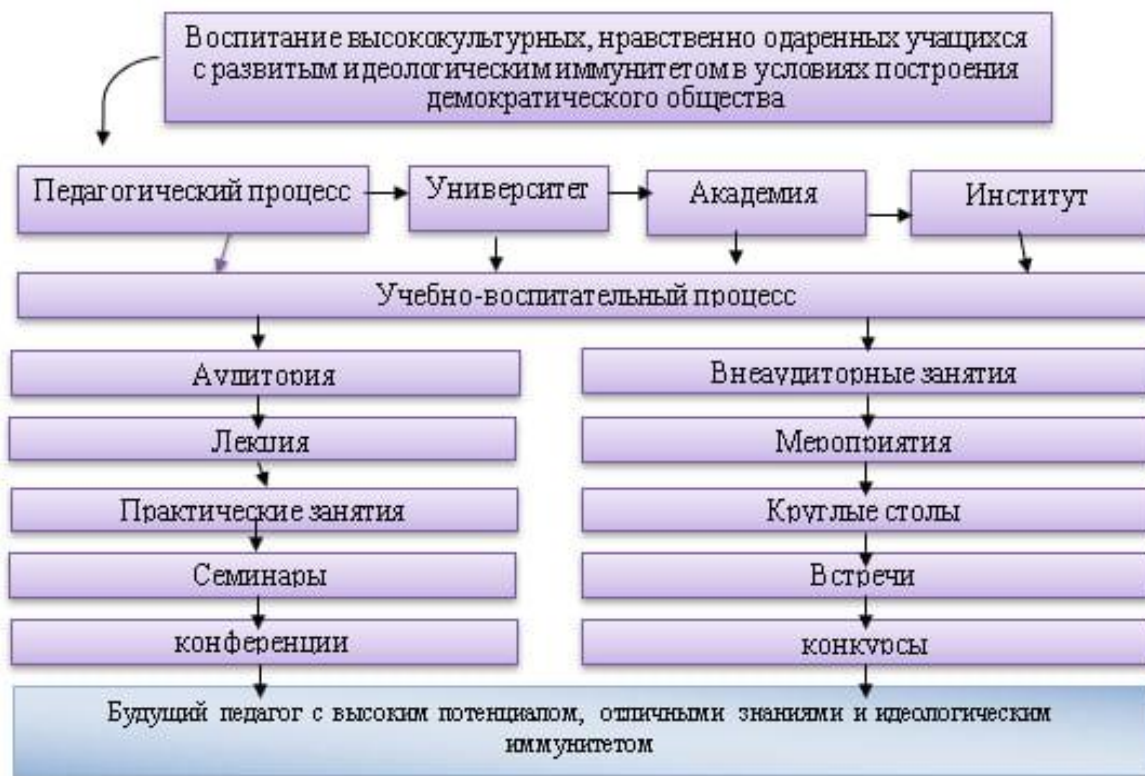 Воспитание высококультурных, нравственно одаренных учащихся
с развитым идеологическим иммунитетом в условиях построения
демократического общества
Педагогический процесс
Университет
Академия
Институт
Учебно-воспитательный процесс
Аудитория
Внеаудиторные занятия
Лекция
Мероприятия
Практические занятия
Круглые столы
Семинары
Встречи
конференции
конкурсы
Будущий педагог с высоким потенциалом, отличными знаниями и идеологическим
иммунитетом